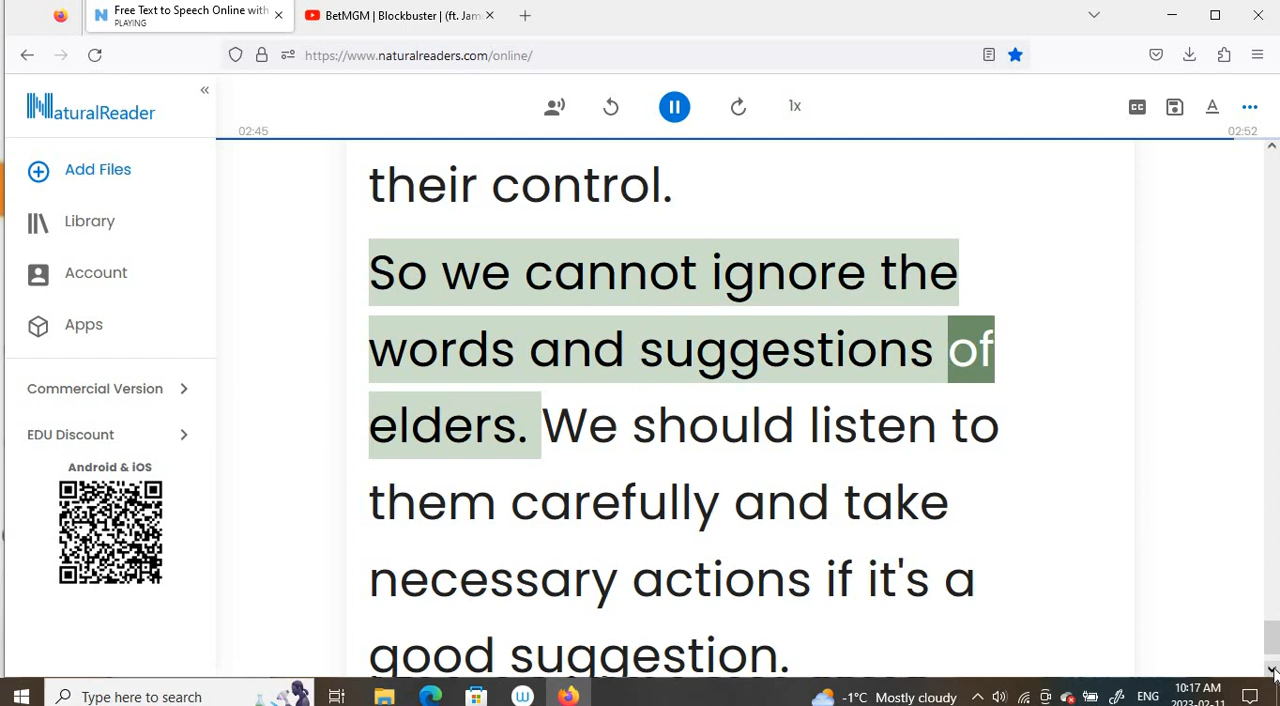 Free Text to Speech Online with
PLAYING
BetMGM | Blockbuster | (ft. Jam
https://www.naturalreaders.com/online/
NaturalReader
«
1x
CC
A
02:45
02:52
Add Files
Library
Account
Apps
Commercial Version
EDU Discount
Android & iOS
their control.
So we cannot ignore the
words and suggestions of
elders. We should listen to
them carefully and take
necessary actions if it's a
good suggestion.
Type here to search
-1°C Mostly cloudy
ENG
10:17 AM
2023-02-11